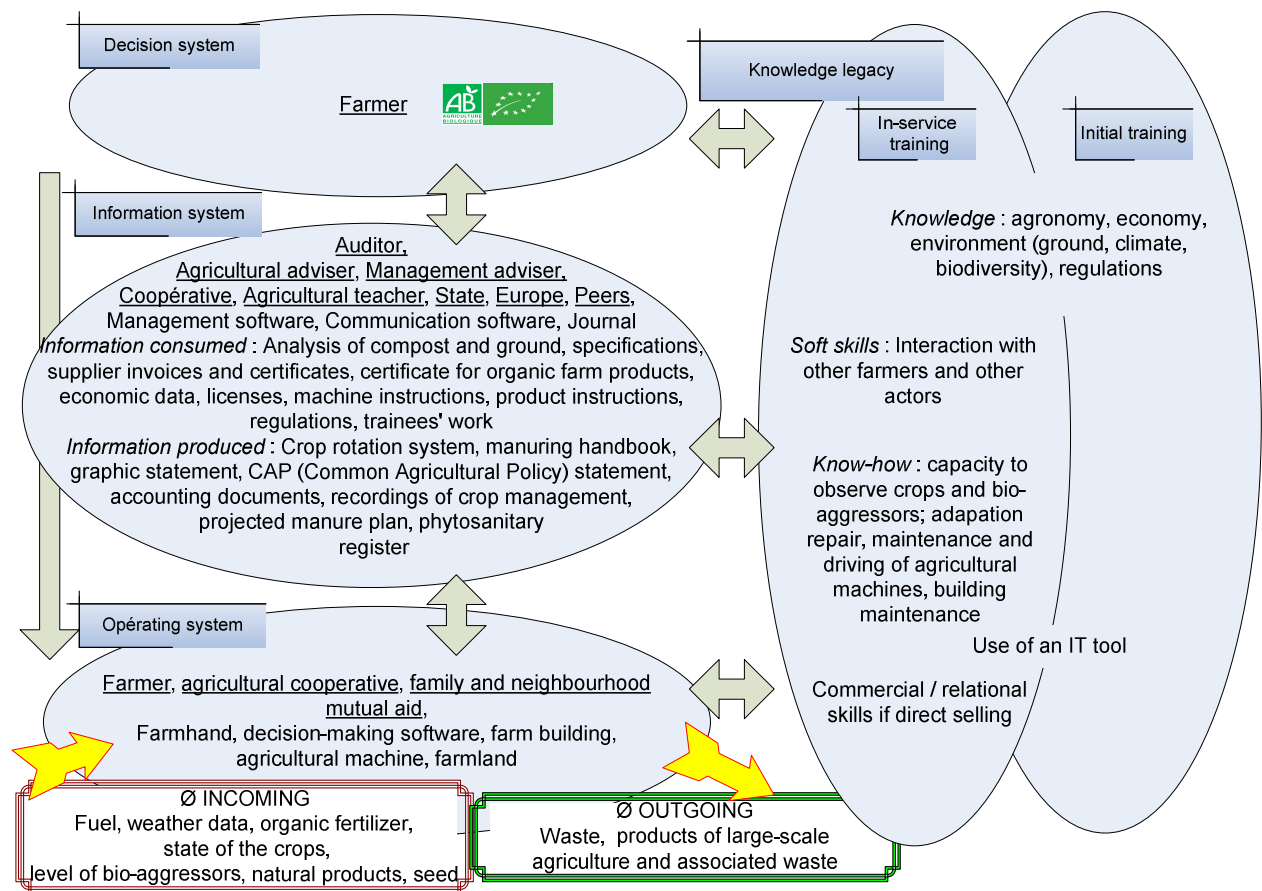 Decision system
Farmer
AB
AGRICULTURE
BIOLOGIQUE
Knowledge legacy
In-service
training
Initial training
Information system
Auditor,
Agricultural adviser, Management adviser,
Coopérative, Agricultural teacher, State, Europe, Peers,
Management software, Communication software, Journal
Information consumed : Analysis of compost and ground, specifications,
supplier invoices and certificates, certificate for organic farm products,
economic data, licenses, machine instructions, product instructions,
regulations, trainees' work
Information produced : Crop rotation system, manuring handbook,
graphic statement, CAP (Common Agricultural Policy) statement,
accounting documents, recordings of crop management,
projected manure plan, phytosanitary
register
Knowledge : agronomy, economy,
environment (ground, climate,
biodiversity), regulations
Soft skills : Interaction with
other farmers and other
actors
Know-how : capacity to
observe crops and bio-
aggressors; adapation
repair, maintenance and
driving of agricultural
machines, building
maintenance
Use of an IT tool
Commercial / relational
skills if direct selling
Opérating system
Farmer, agricultural cooperative, family and neighbourhood
mutual aid,
Farmhand, decision-making software, farm building,
agricultural machine, farmland
Ø INCOMING
Fuel, weather data, organic fertilizer,
state of the crops,
level of bio-aggressors, natural products, seed
Ø OUTGOING
Waste, products of large-scale
agriculture and associated waste